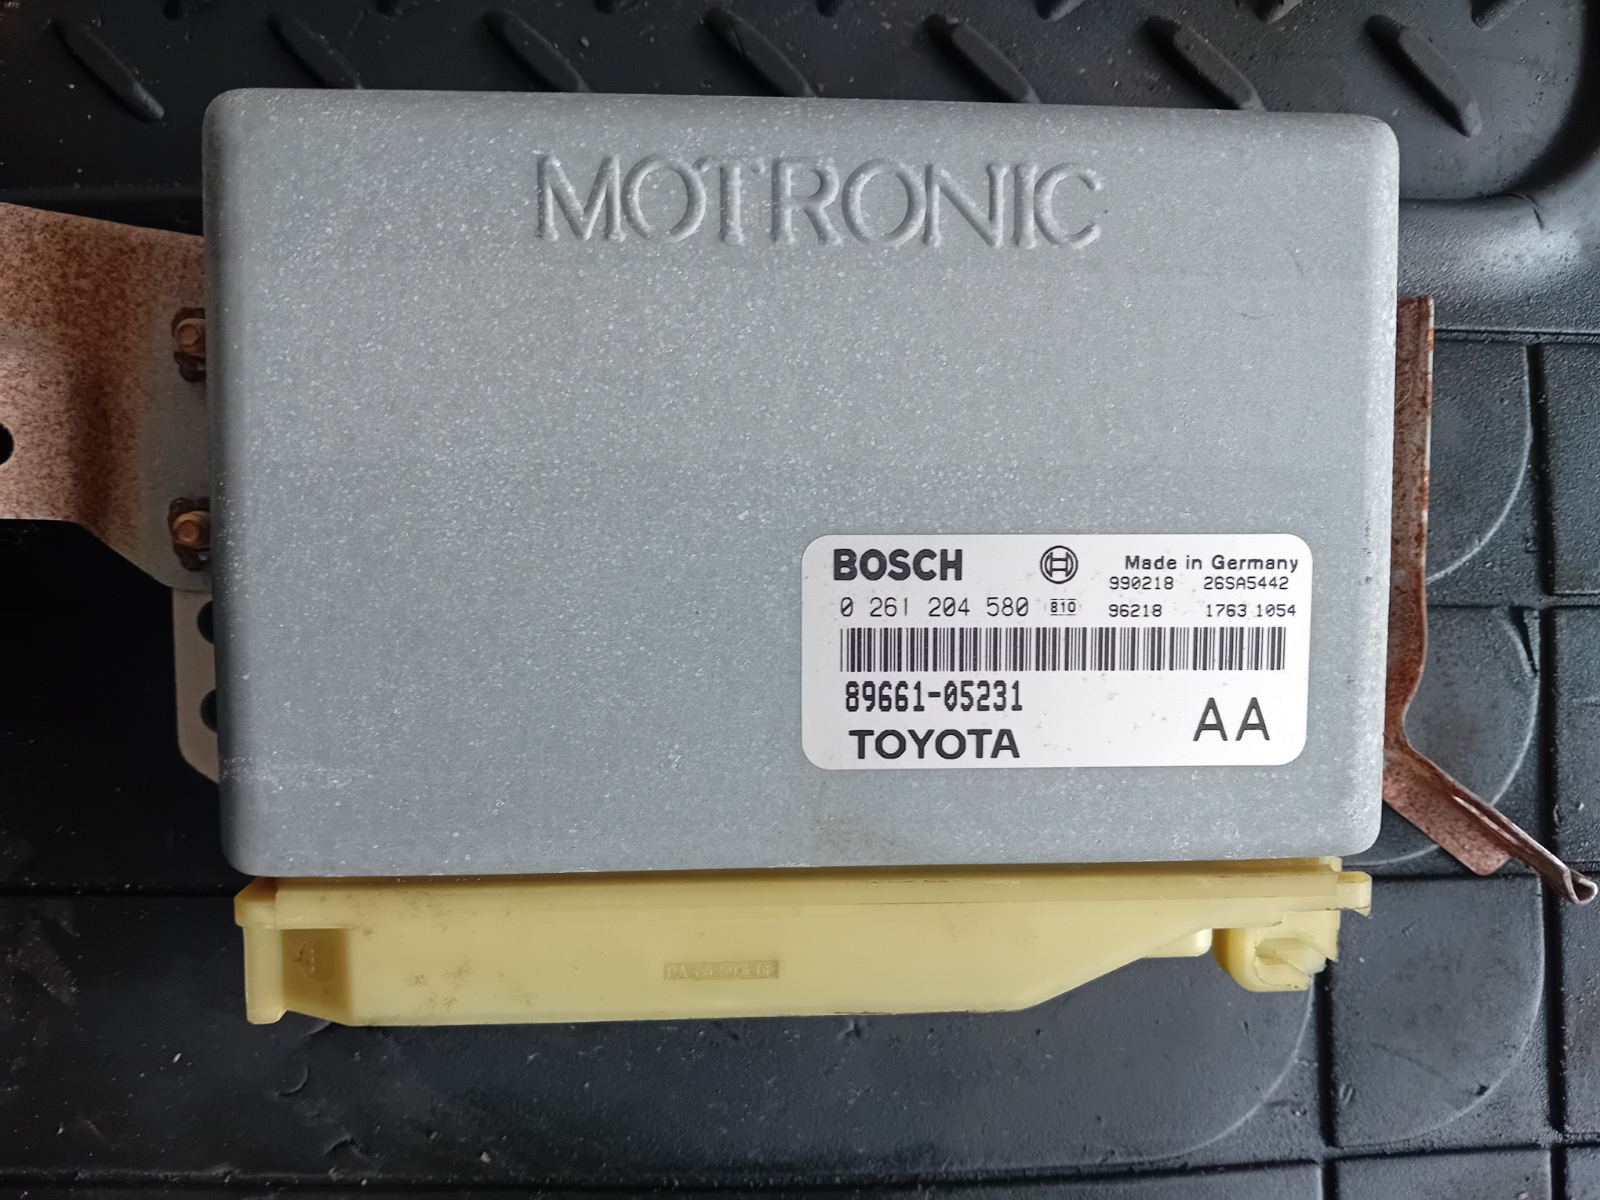 MOTRONIC
BOSCH Made in Germany
990218 26SA5442
0 261 204 580 810 96218 1763 1054
89661-05231
TOYOTA AA